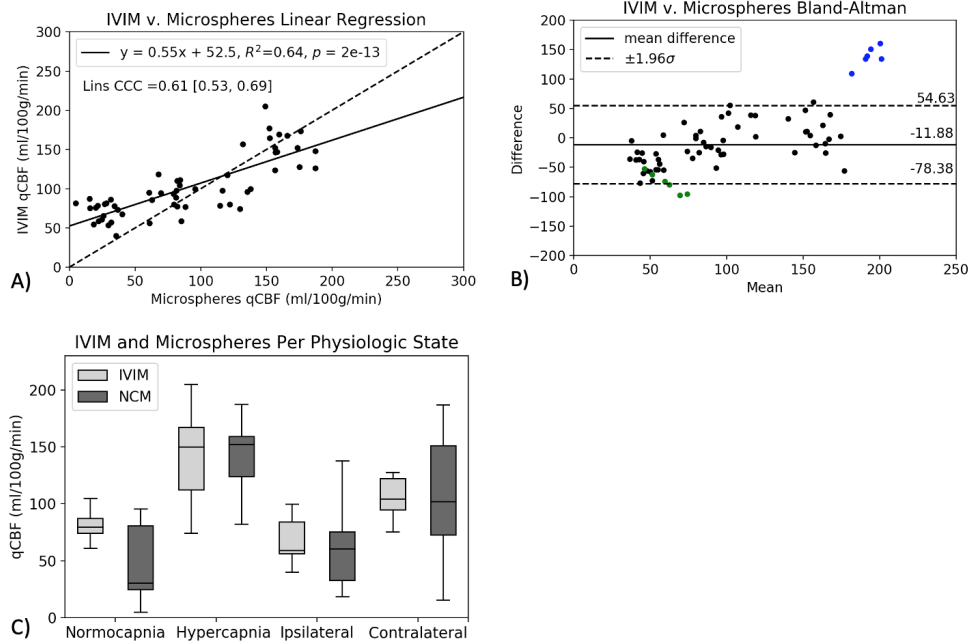 IVIM v. Microspheres Linear Regression
y = 0.55x + 52.5, R²=0.64, p = 2e-13
Lins CCC =0.61 [0.53, 0.69]
300
250
200
150
100
50
0
IVIM qCBF (ml/100g/min)
0 50 100 150 200 250 300
Microspheres qCBF (ml/100g/min)
A)
IVIM v. Microspheres Bland-Altman
mean difference
±1.96σ
200
150
100
50
0
−50
−100
−150
−200
Difference
54.63
-11.88
-78.38
0 50 100 150 200 250
Mean
B)
IVIM and Microspheres Per Physiologic State
IVIM
NCM
200
150
100
50
0
qCBF (ml/100g/min)
Normocapnia Hypercapnia Ipsilateral Contralateral
C)